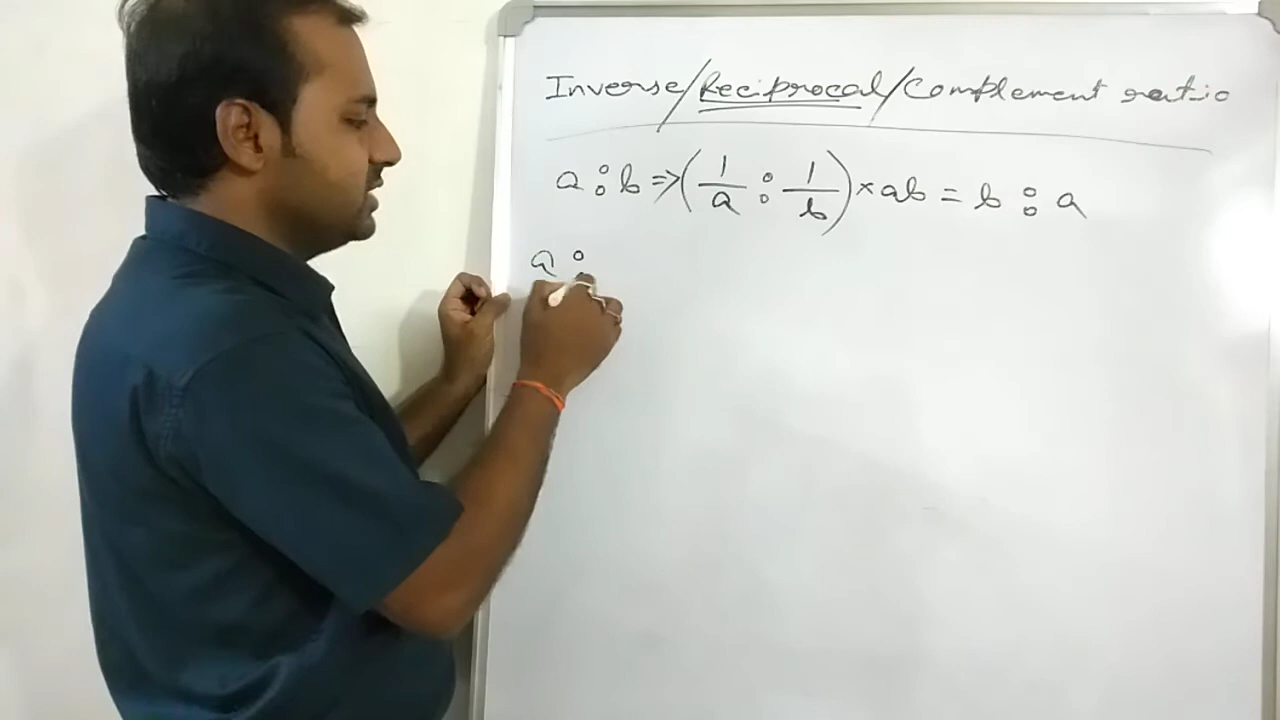 Inverse/Reciprocal/Complement ratio
a : b => (1/a : 1/b) × ab = b : a
a :